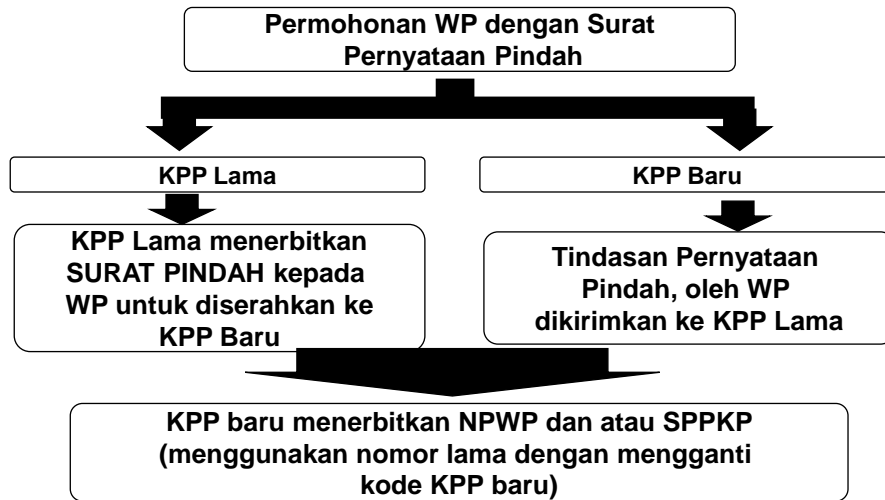 Permohonan WP dengan Surat
Pernyataan Pindah
KPP Lama
KPP Baru
KPP Lama menerbitkan
SURAT PINDAH kepada
WP untuk diserahkan ke
KPP Baru
Tindasan Pernyataan
Pindah, oleh WP
dikirimkan ke KPP Lama
KPP baru menerbitkan NPWP dan atau SPPKP
(menggunakan nomor lama dengan mengganti
kode KPP baru)